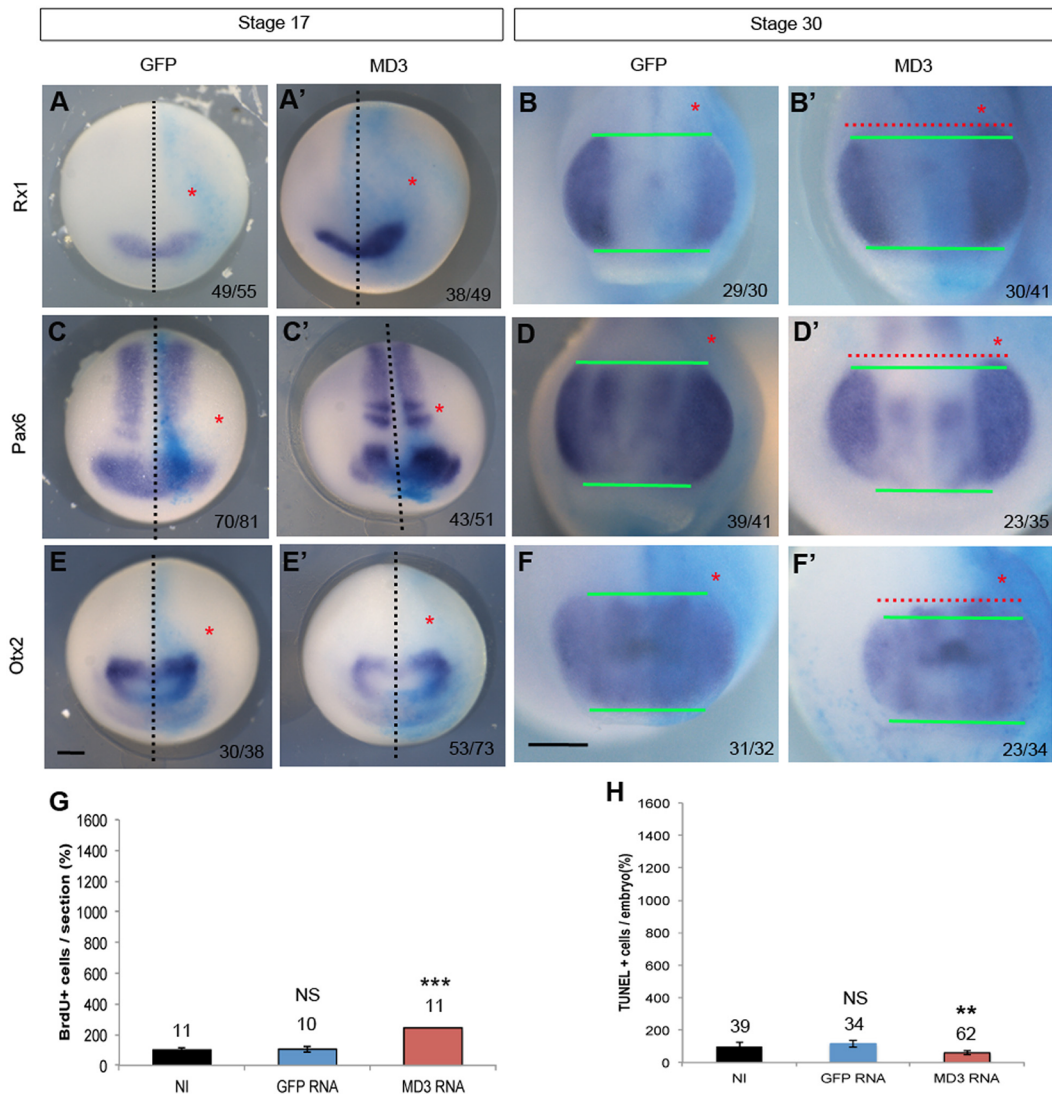 Stage 17 Stage 30
GFP MD3 GFP MD3
Rx1
A * 49/55
A' * 38/49
B * 29/30
B' * 30/41
Pax6
C * 70/81
C' * 43/51
D * 39/41
D' * 23/35
Otx2
E * 30/38
E' * 53/73
F * 31/32
F' * 23/34
G
BrdU+ cells / section (%)
1600
1400
1200
1000
800
600
400
200
0
11
NS
10
***
11
NI GFP RNA MD3 RNA
H
TUNEL + cells / embryo(%)
1600
1400
1200
1000
800
600
400
200
0
39
NS
34
**
62
NI GFP RNA MD3 RNA